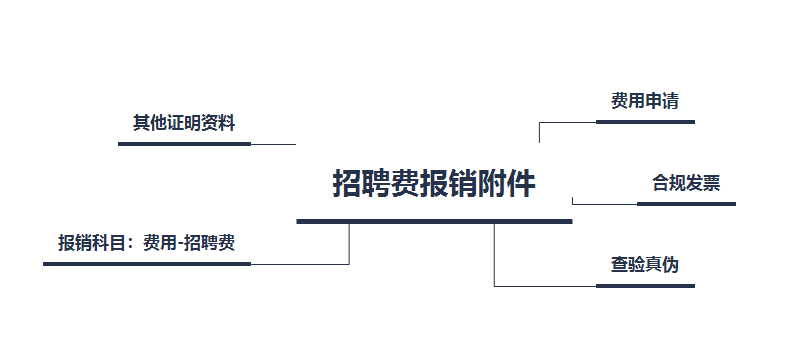 招聘费报销附件
费用申请
合规发票
查验真伪
其他证明资料
报销科目：费用-招聘费